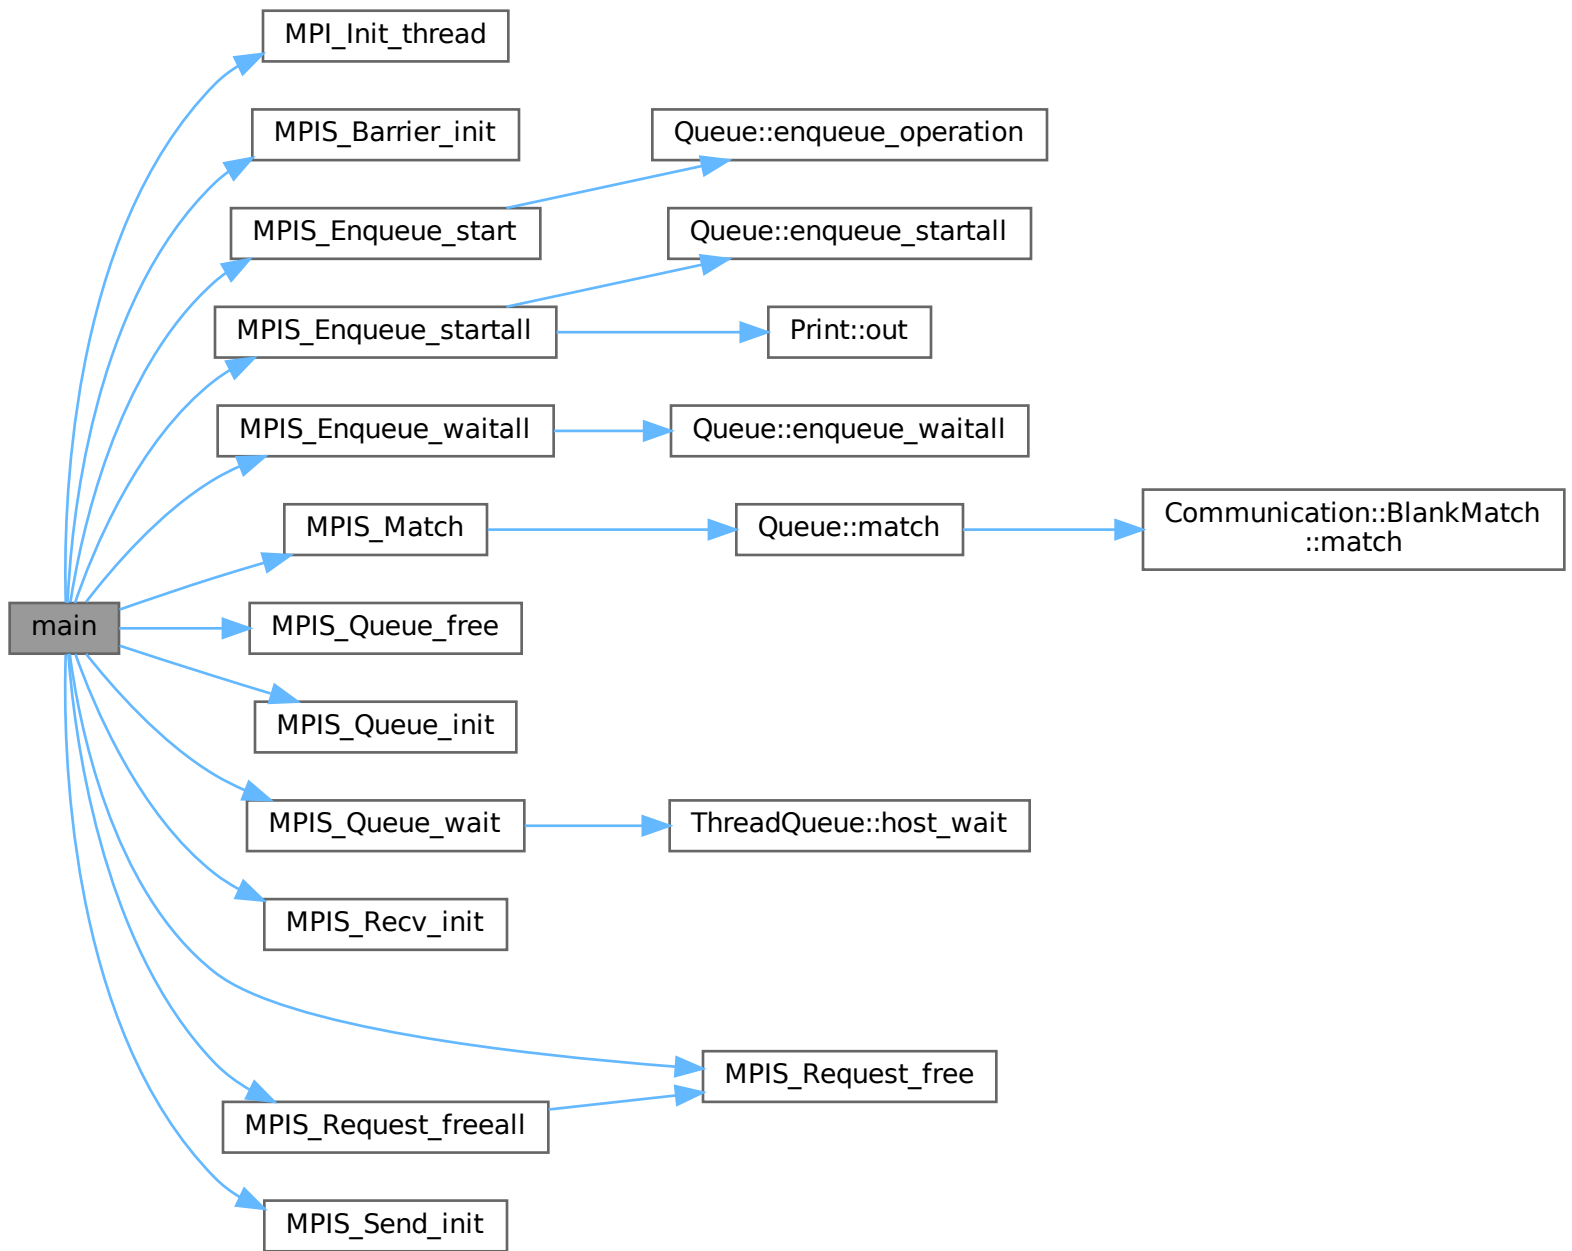 MPI_Init_thread
MPIS_Barrier_init
Queue::enqueue_operation
MPIS_Enqueue_start
Queue::enqueue_startall
MPIS_Enqueue_startall
Print::out
MPIS_Enqueue_waitall
Queue::enqueue_waitall
MPIS_Match
Queue::match
Communication::BlankMatch
::match
main
MPIS_Queue_free
MPIS_Queue_init
MPIS_Queue_wait
ThreadQueue::host_wait
MPIS_Recv_init
MPIS_Request_free
MPIS_Request_freeall
MPIS_Send_init